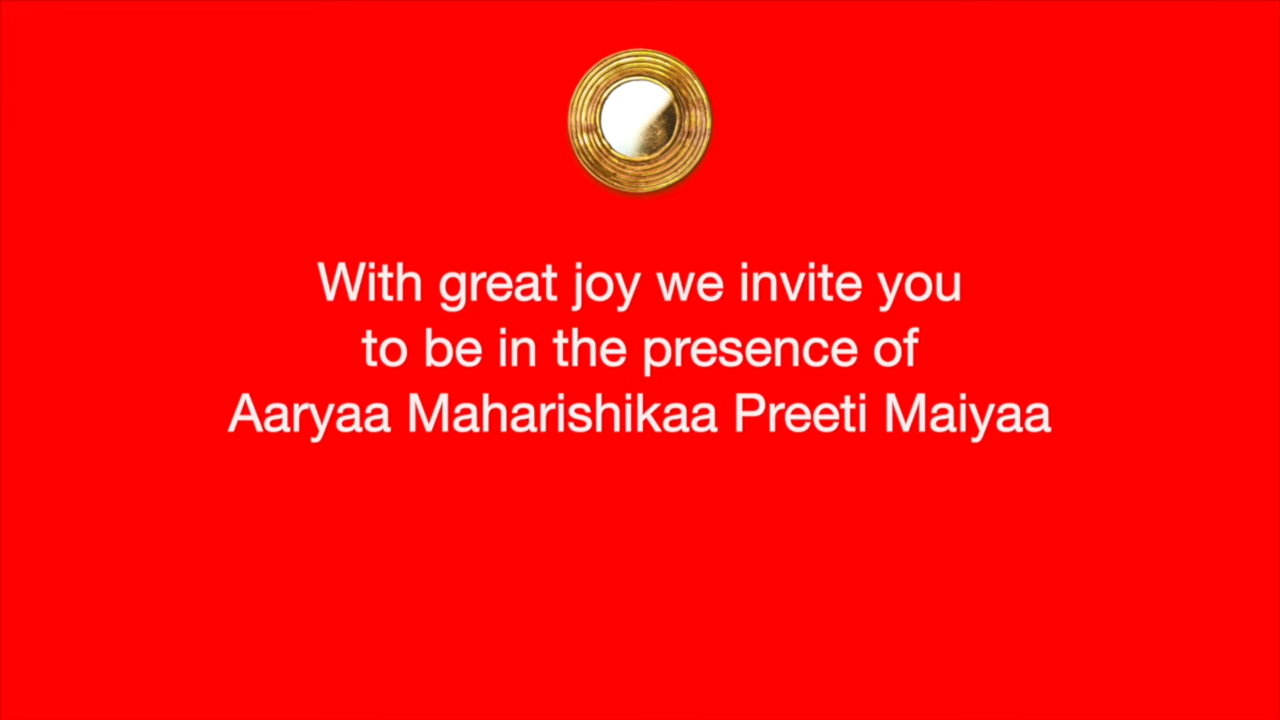 With great joy we invite you
to be in the presence of
Aaryaa Maharishikaa Preeti Maiyaa